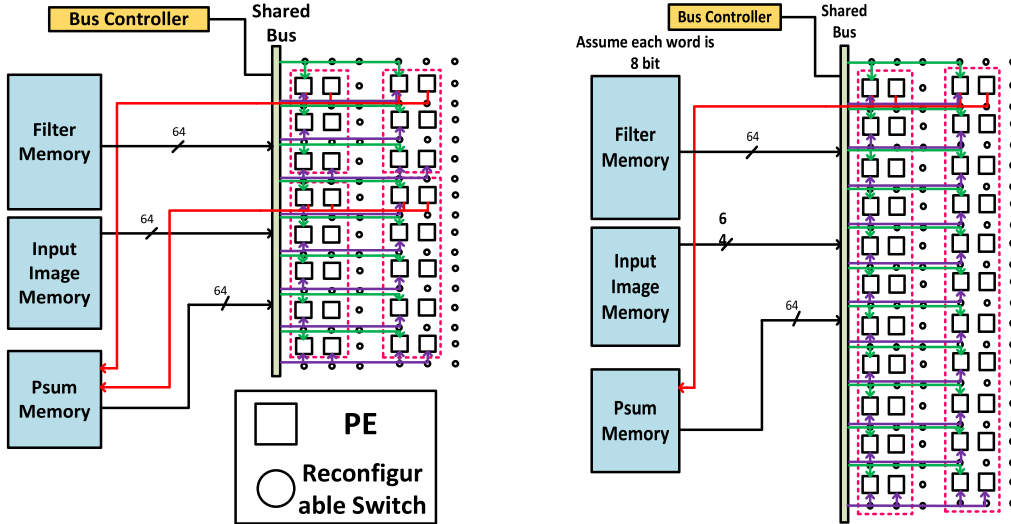 Bus Controller
Shared
Bus
Filter
Memory
64
Input
Image
Memory
64
64
Psum
Memory
PE
Reconfigur
able Switch
Bus Controller
Shared
Bus
Assume each word is
8 bit
Filter
Memory
64
Input
Image
Memory
6
4
64
Psum
Memory